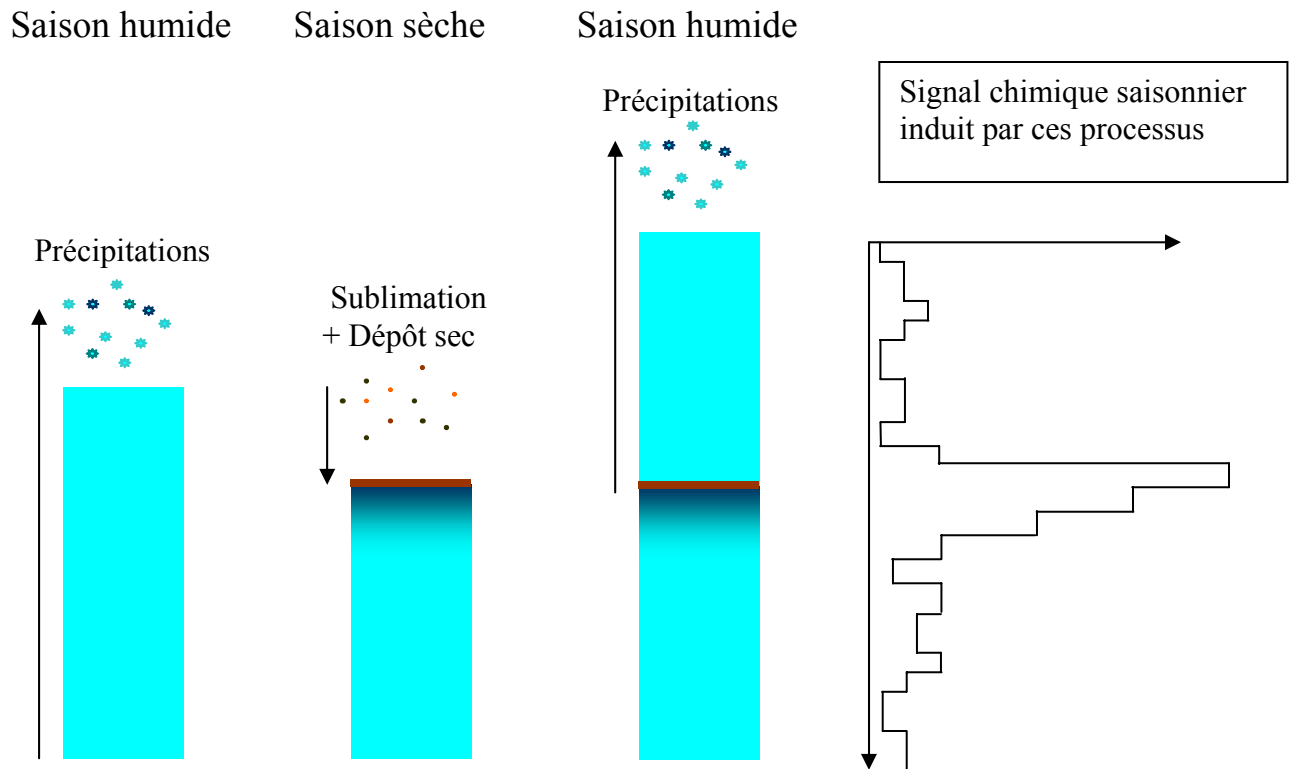 Saison humide
Saison sèche
Saison humide
Précipitations
Sublimation
+ Dépôt sec
Précipitations
Signal chimique saisonnier
induit par ces processus